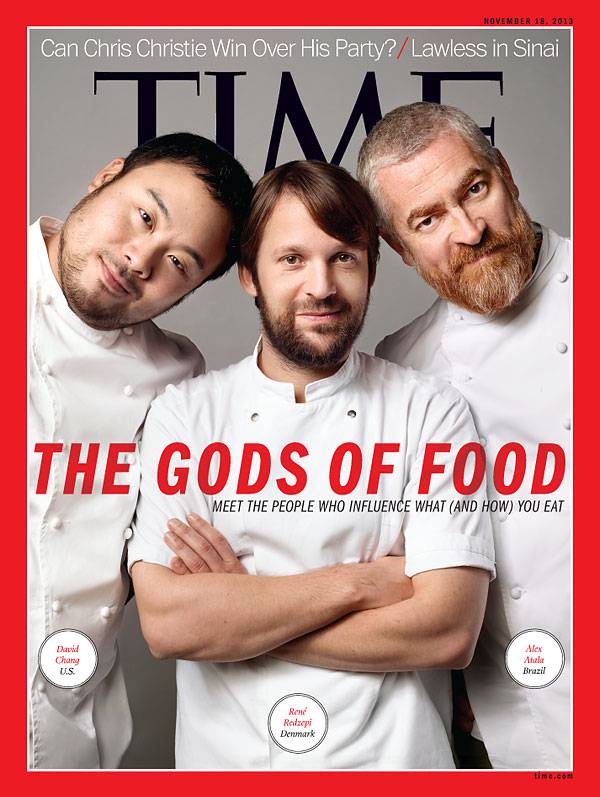 NOVEMBER 18, 2013
Can Chris Christie Win Over His Party?/Lawless in Sinai
TIME
THE GODS OF FOOD
MEET THE PEOPLE WHO INFLUENCE WHAT (AND HOW) YOU EAT
David
Chang
U.S.
Alex
Atala
Brazil
René
Redzepi
Denmark
time.com